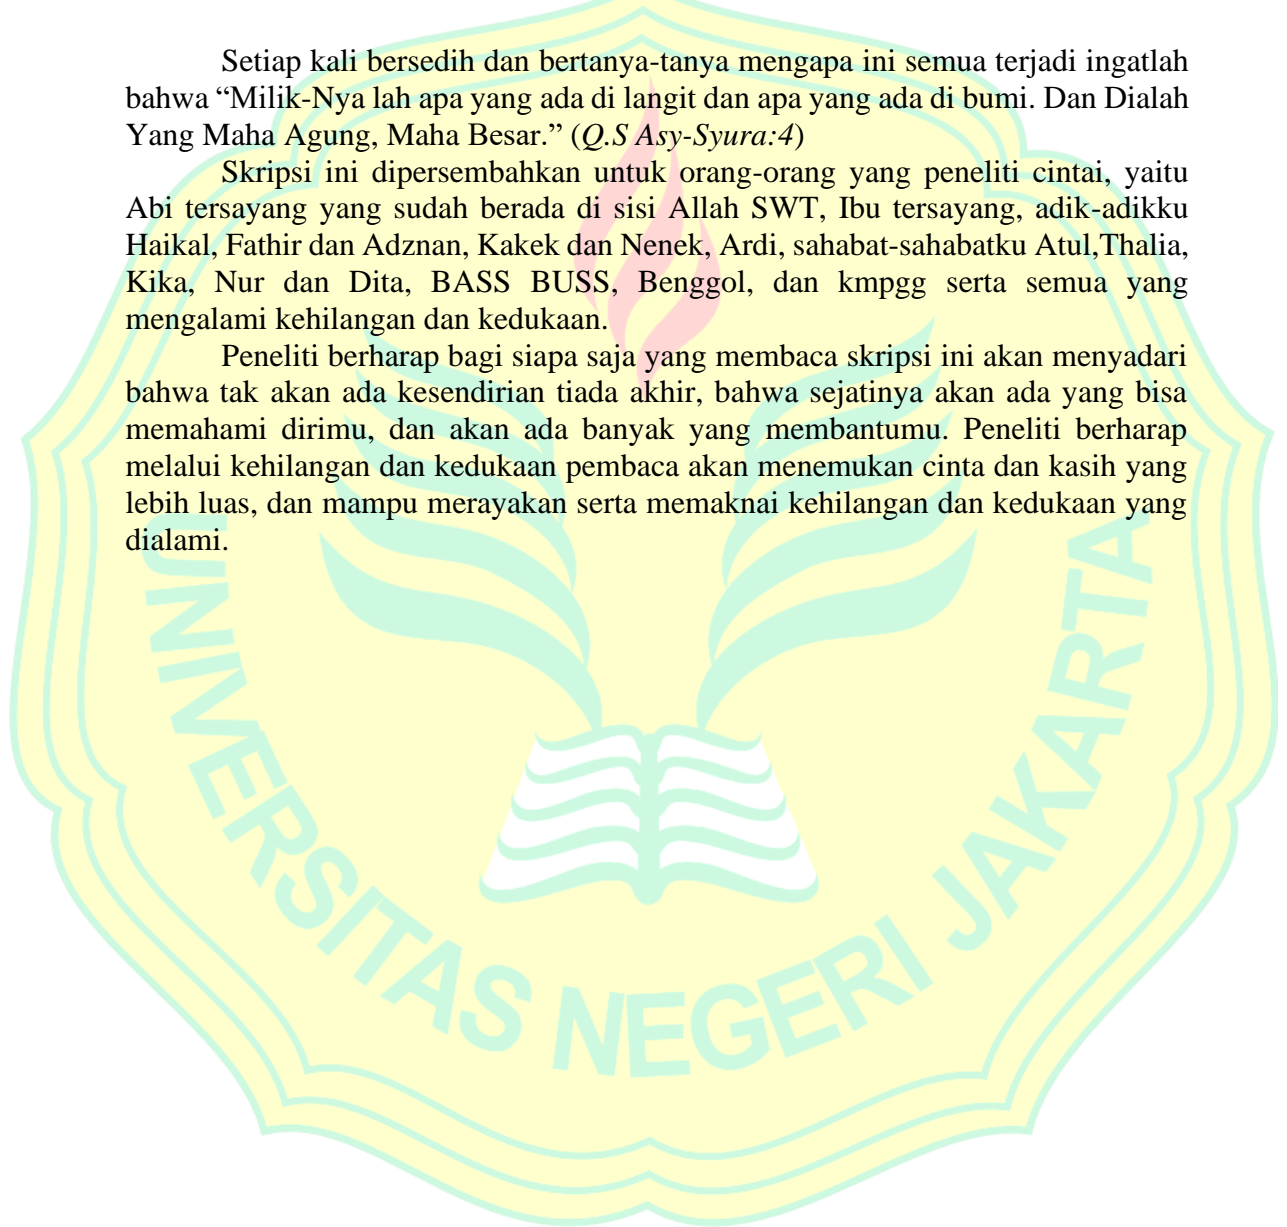 Setiap kali bersedih dan bertanya-tanya mengapa ini semua terjadi ingatlah
bahwa “Milik-Nya lah apa yang ada di langit dan apa yang ada di bumi. Dan Dialah
Yang Maha Agung, Maha Besar.” (Q.S Asy-Syura:4)
Skripsi ini dipersembahkan untuk orang-orang yang peneliti cintai, yaitu
Abi tersayang yang sudah berada di sisi Allah SWT, Ibu tersayang, adik-adikku
Haikal, Fathir dan Adznan, Kakek dan Nenek, Ardi, sahabat-sahabatku Atul,Thalia,
Kika, Nur dan Dita, BASS BUSS, Benggol, dan kmpgg serta semua yang
mengalami kehilangan dan kedukaan.
Peneliti berharap bagi siapa saja yang membaca skripsi ini akan menyadari
bahwa tak akan ada kesendirian tiada akhir, bahwa sejatinya akan ada yang bisa
memahami dirimu, dan akan ada banyak yang membantumu. Peneliti berharap
melalui kehilangan dan kedukaan pembaca akan menemukan cinta dan kasih yang
lebih luas, dan mampu merayakan serta memaknai kehilangan dan kedukaan yang
dialami.
UNIVERSITAS NEGERI JAKARTA